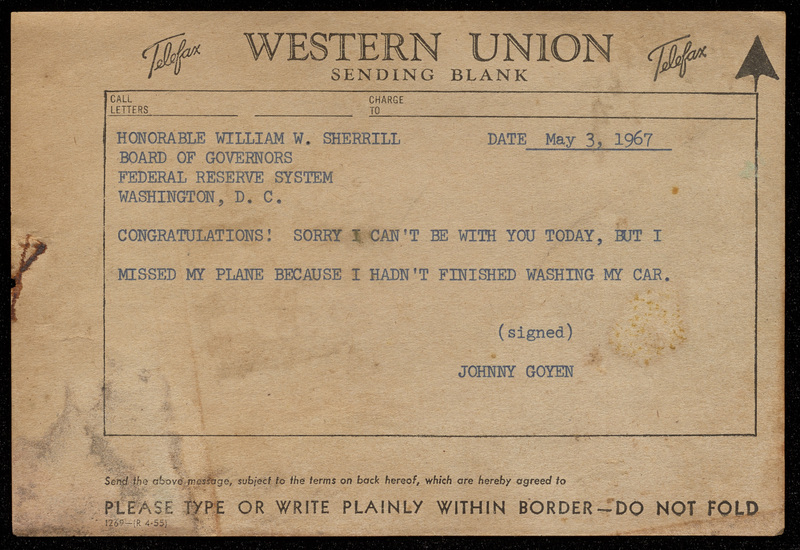 Telefax WESTERN UNION Telefax
SENDING BLANK
CALL LETTERS CHARGE TO
HONORABLE WILLIAM W. SHERRILL DATE May 3, 1967
BOARD OF GOVERNORS
FEDERAL RESERVE SYSTEM
WASHINGTON, D. C.
CONGRATULATIONS! SORRY I CAN'T BE WITH YOU TODAY, BUT I
MISSED MY PLANE BECAUSE I HADN'T FINISHED WASHING MY CAR.
(signed)
JOHNNY GOYEN
Send the above message, subject to the terms on back hereof, which are hereby agreed to
PLEASE TYPE OR WRITE PLAINLY WITHIN BORDER—DO NOT FOLD
1269—(R 4-55)